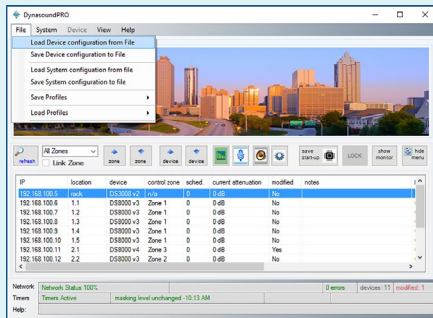 DynasoundPRO
File System Device View Help
Load Device configuration from File
Save Device configuration to File
Load System configuation from file
Save System configuration to file
Save Profiles
Load Profiles
refresh
All Zones
Link Zone
zone zone device device
save start-up
LOCK
show monitor
hide menu
IP location device control zone sched. current attenuation modified notes
192.168.100.5 rack DS3008 v2 n/a 0 0 dB No
192.168.100.6 1.1 DS8000 v3 Zone 1 0 0 dB No
192.168.100.7 1.2 DS8000 v3 Zone 1 0 0 dB No
192.168.100.8 1.3 DS8000 v3 Zone 1 0 0 dB No
192.168.100.9 1.4 DS8000 v3 Zone 1 0 0 dB No
192.168.100.10 1.5 DS8000 v3 Zone 1 0 0 dB No
192.168.100.11 2.1 DS8000 v4 Zone 3 0 0 dB Yes
192.168.100.12 2.2 DS8000 v3 Zone 2 0 0 dB No
Network Network Status 100% 0 errors devices: 11 modified: 1
Timers Timers Active masking level unchanged -10:13 AM
Help: